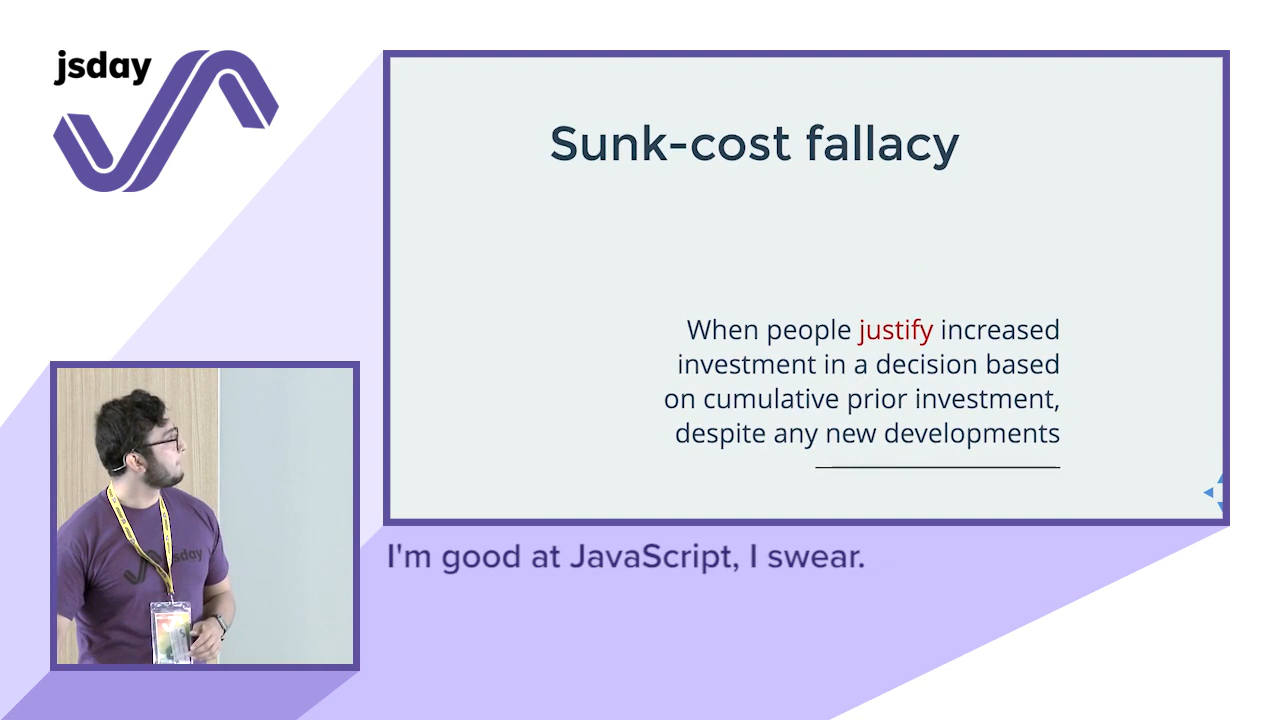 jsday
Sunk-cost fallacy
When people justify increased
investment in a decision based
on cumulative prior investment,
despite any new developments
jsday
I'm good at JavaScript, I swear.